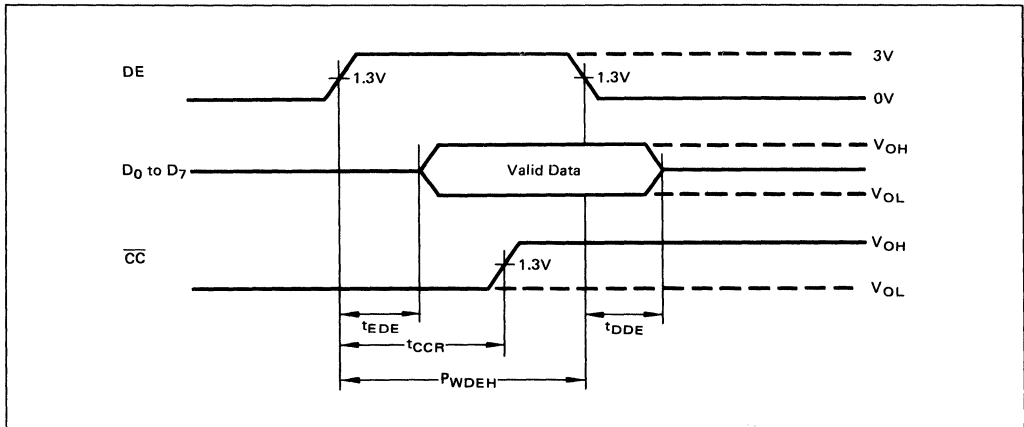 DE
1.3V
1.3V
3V
0V
D0 to D7
Valid Data
VOH
VOL
C̅C̅
1.3V
VOH
VOL
tEDE
tDDE
tCCR
PWDEH